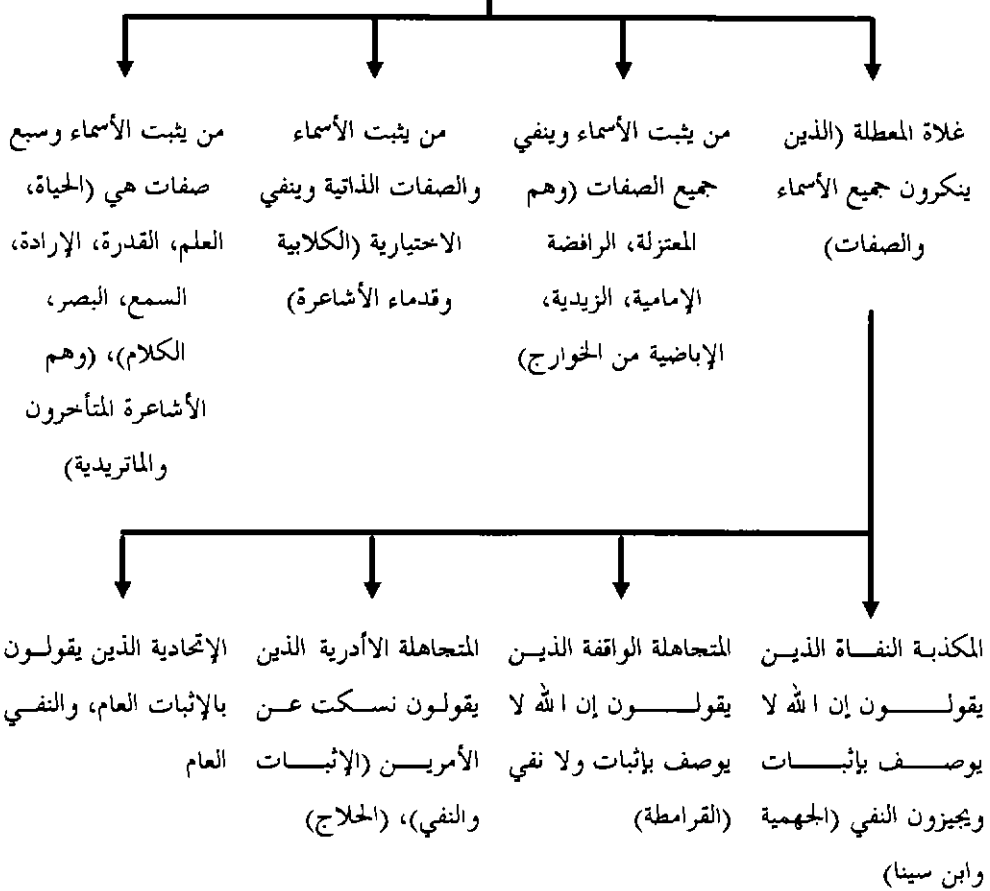 غلاة المعطلة (الذين
ينكرون جميع الأسماء
والصفات)
من يثبت الأسماء وينفي
جميع الصفات (وهم
المعتزلة، الرافضة
الإمامية، الزيدية،
الإباضية من الخوارج)
من يثبت الأسماء
والصفات الذاتية وينفي
الاختيارية (الكلابية
وقدماء الأشاعرة)
من يثبت الأسماء وسبع
صفات هي (الحياة،
العلم، القدرة، الإرادة،
السمع، البصر،
الكلام)، (وهم
الأشاعرة المتأخرون
والماتريدية)
المكذبة النفاة الذين
يقولون إن الله لا
يوصف بإثبات
ويجيزون النفي (الجهمية
وابن سينا)
المتجاهلة الواقفة الذين
يقولون إن الله لا
يوصف بإثبات ولا نفي
(القرامطة)
المتجاهلة الاأدرية الذين
يقولون نسكت عن
الأمرين (الإثبات
والنفي)، (الحلاج)
الإتحادية الذين يقولون
بالإثبات العام، والنفي
العام